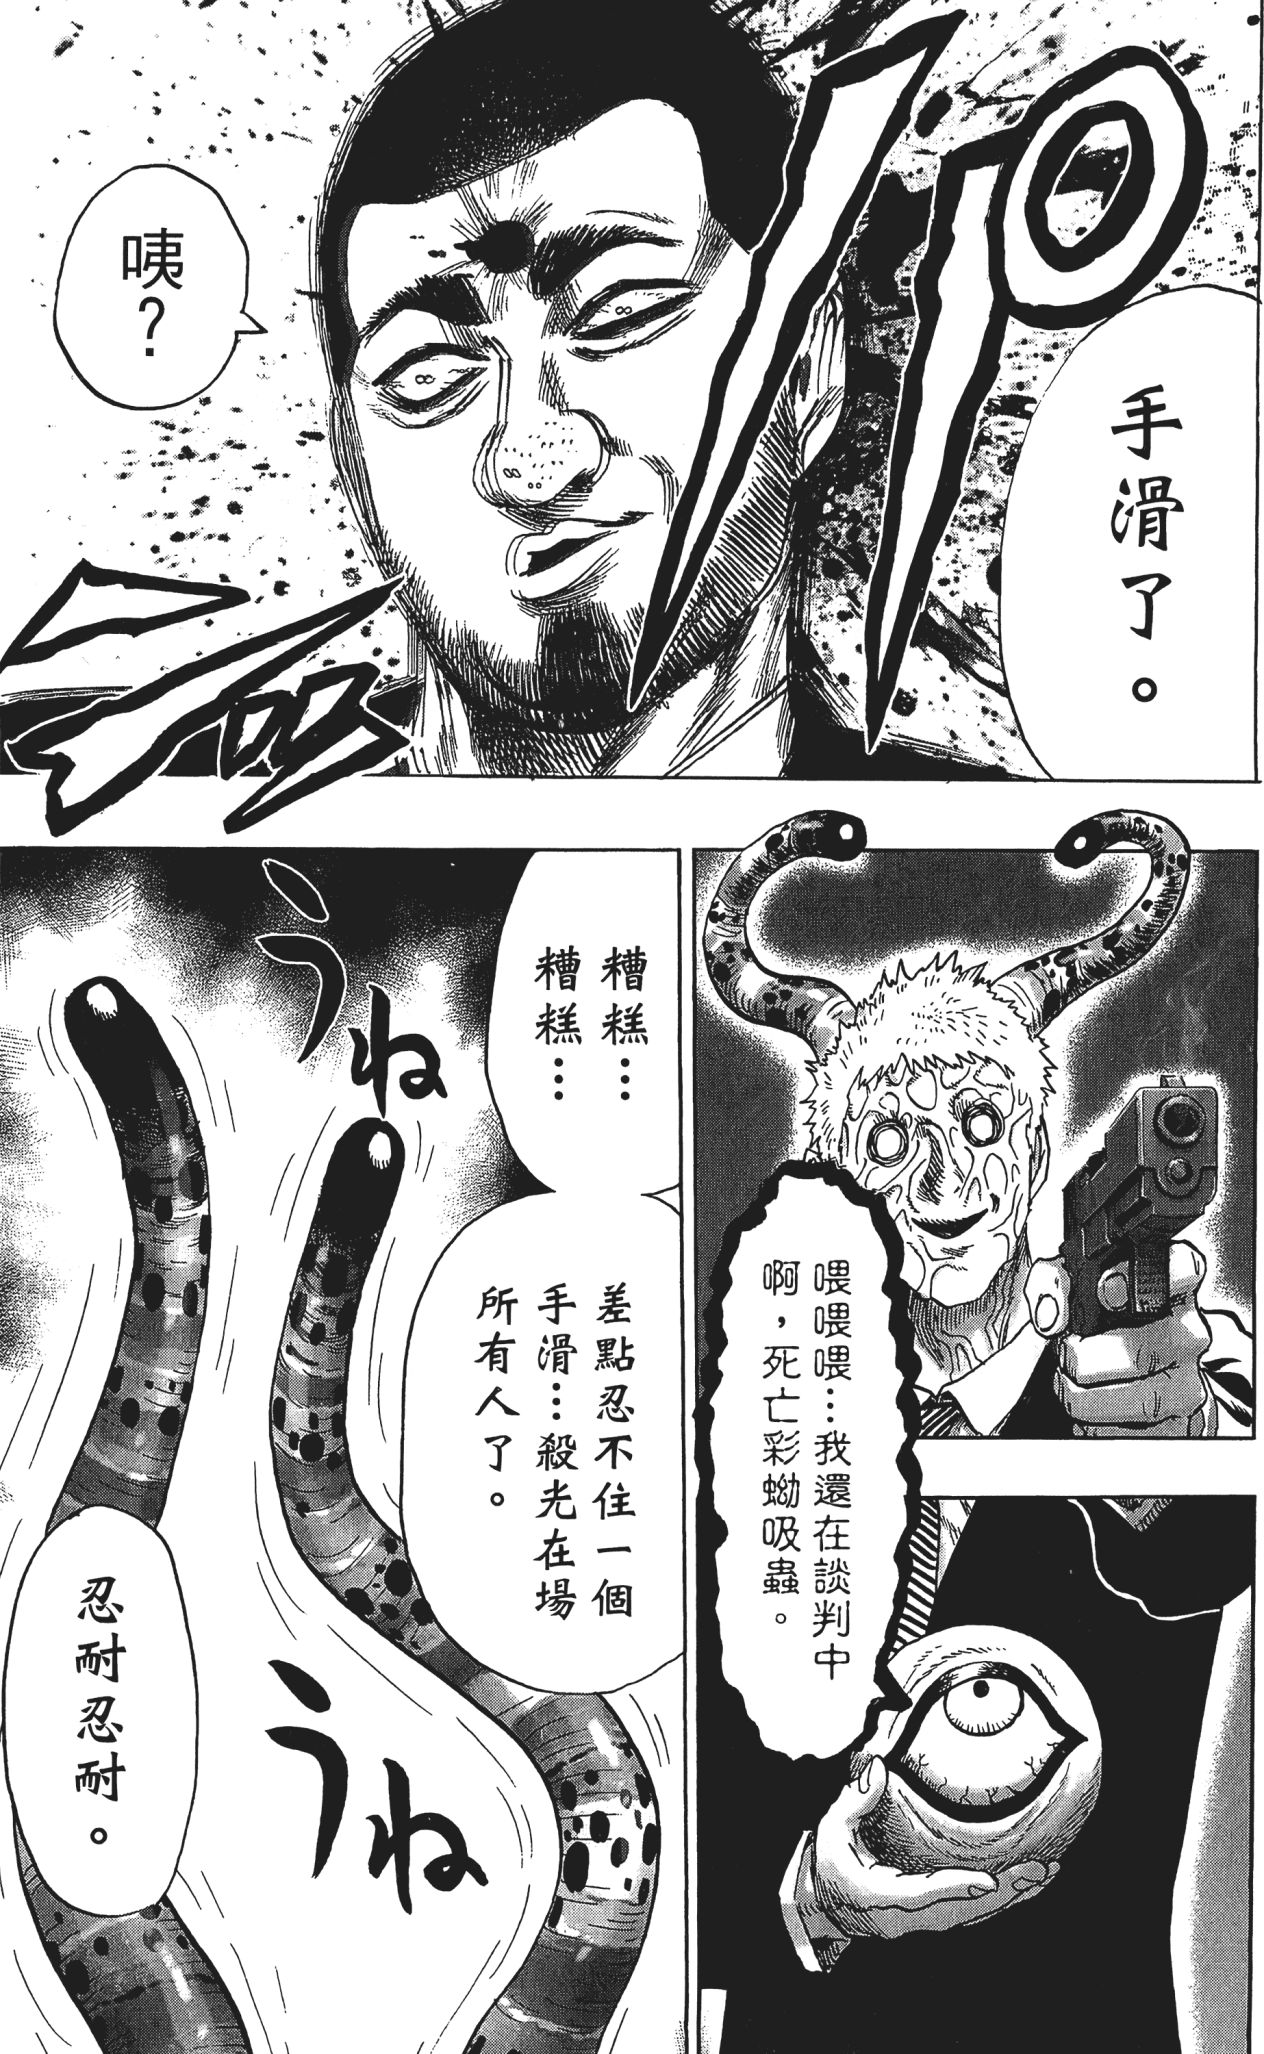 パン
手滑了。
咦？
喂喂喂…我還在談判中
啊，死亡彩蚴吸蟲。
糟糕…
糟糕…
差點忍不住一個
手滑…殺光在場
所有人了。
うね
うね
忍耐忍耐。